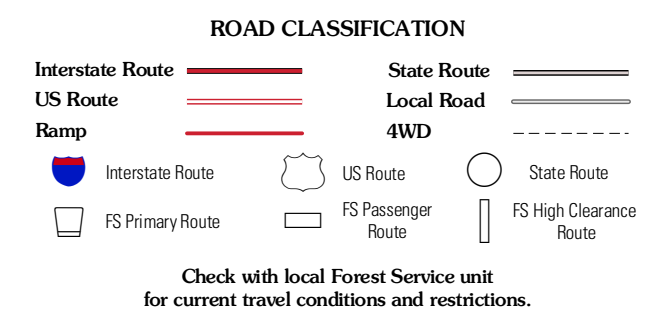 ROAD CLASSIFICATION
Interstate Route
State Route
US Route
Local Road
Ramp
4WD
Interstate Route
US Route
State Route
FS Primary Route
FS Passenger
Route
FS High Clearance
Route
Check with local Forest Service unit
for current travel conditions and restrictions.